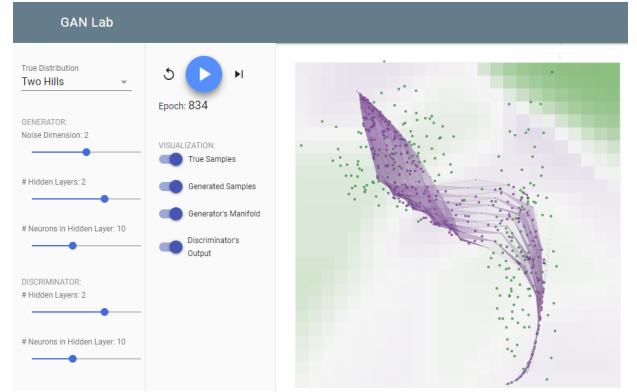 GAN Lab
True Distribution
Two Hills
Epoch: 834
GENERATOR:
Noise Dimension: 2
# Hidden Layers: 2
# Neurons in Hidden Layer: 10
DISCRIMINATOR:
# Hidden Layers: 2
# Neurons in Hidden Layer: 10
VISUALIZATION:
True Samples
Generated Samples
Generator's Manifold
Discriminator's
Output